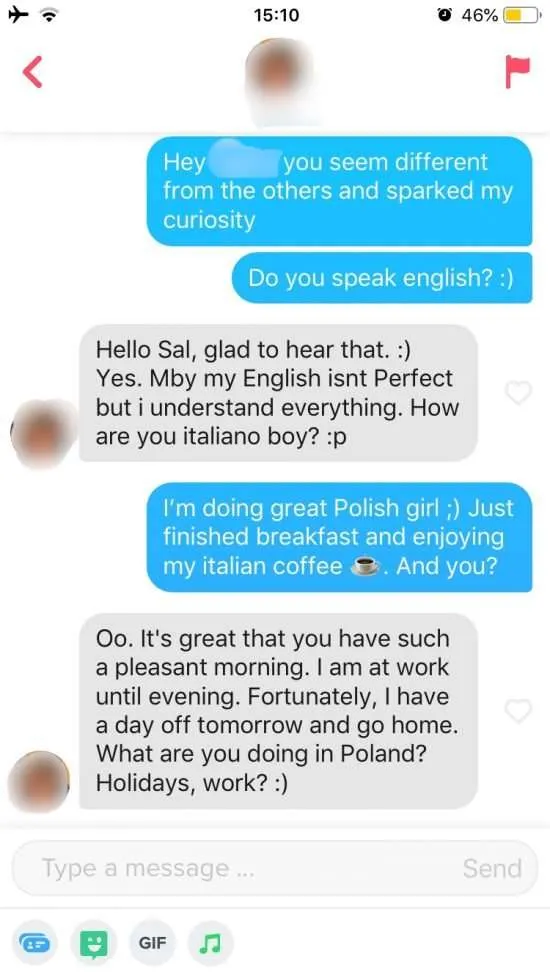 15:10
46%
Hey you seem different
from the others and sparked my
curiosity
Do you speak english? :)
Hello Sal, glad to hear that. :)
Yes. Mby my English isnt Perfect
but i understand everything. How
are you italiano boy? :p
I'm doing great Polish girl ;) Just
finished breakfast and enjoying
my italian coffee ☕. And you?
Oo. It's great that you have such
a pleasant morning. I am at work
until evening. Fortunately, I have
a day off tomorrow and go home.
What are you doing in Poland?
Holidays, work? :)
Type a message ...
Send
GIF